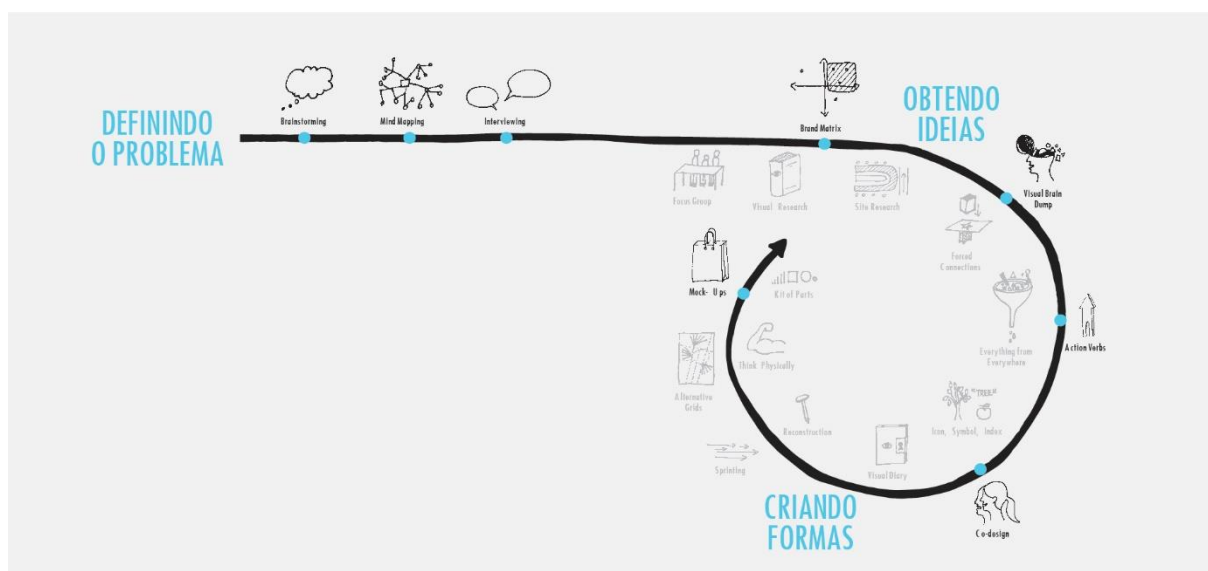 DEFININDO
O PROBLEMA
Brainstorming
Mind Mapping
Interviewing
Brand Matrix
OBTENDO
IDEIAS
Visual Brain
Dump
Focus Group
Visual Research
Site Research
Forced
Connections
Mock- Ups
Kit of Parts
Everything from
Everywhere
Action Verbs
Think Physically
Alternative
Grids
"TREE"
Icon, Symbol, Index
Reconstruction
Sprinting
Visual Diary
CRIANDO
FORMAS
Co-design